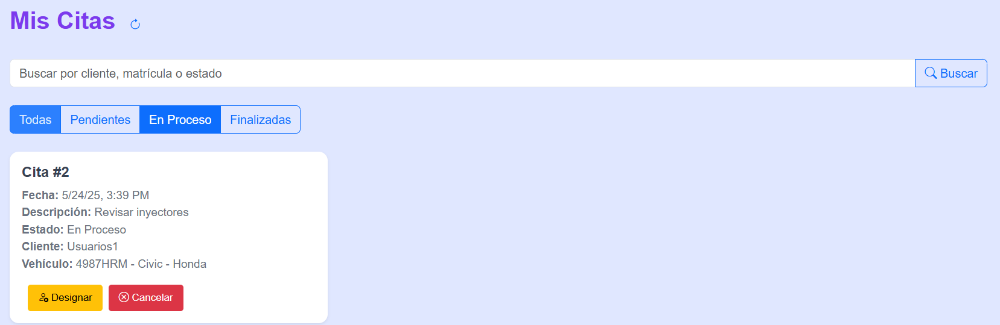 Mis Citas
Buscar por cliente, matrícula o estado
Buscar
Todas Pendientes En Proceso Finalizadas
Cita #2
Fecha: 5/24/25, 3:39 PM
Descripción: Revisar inyectores
Estado: En Proceso
Cliente: Usuarios1
Vehículo: 4987HRM - Civic - Honda
Designar Cancelar